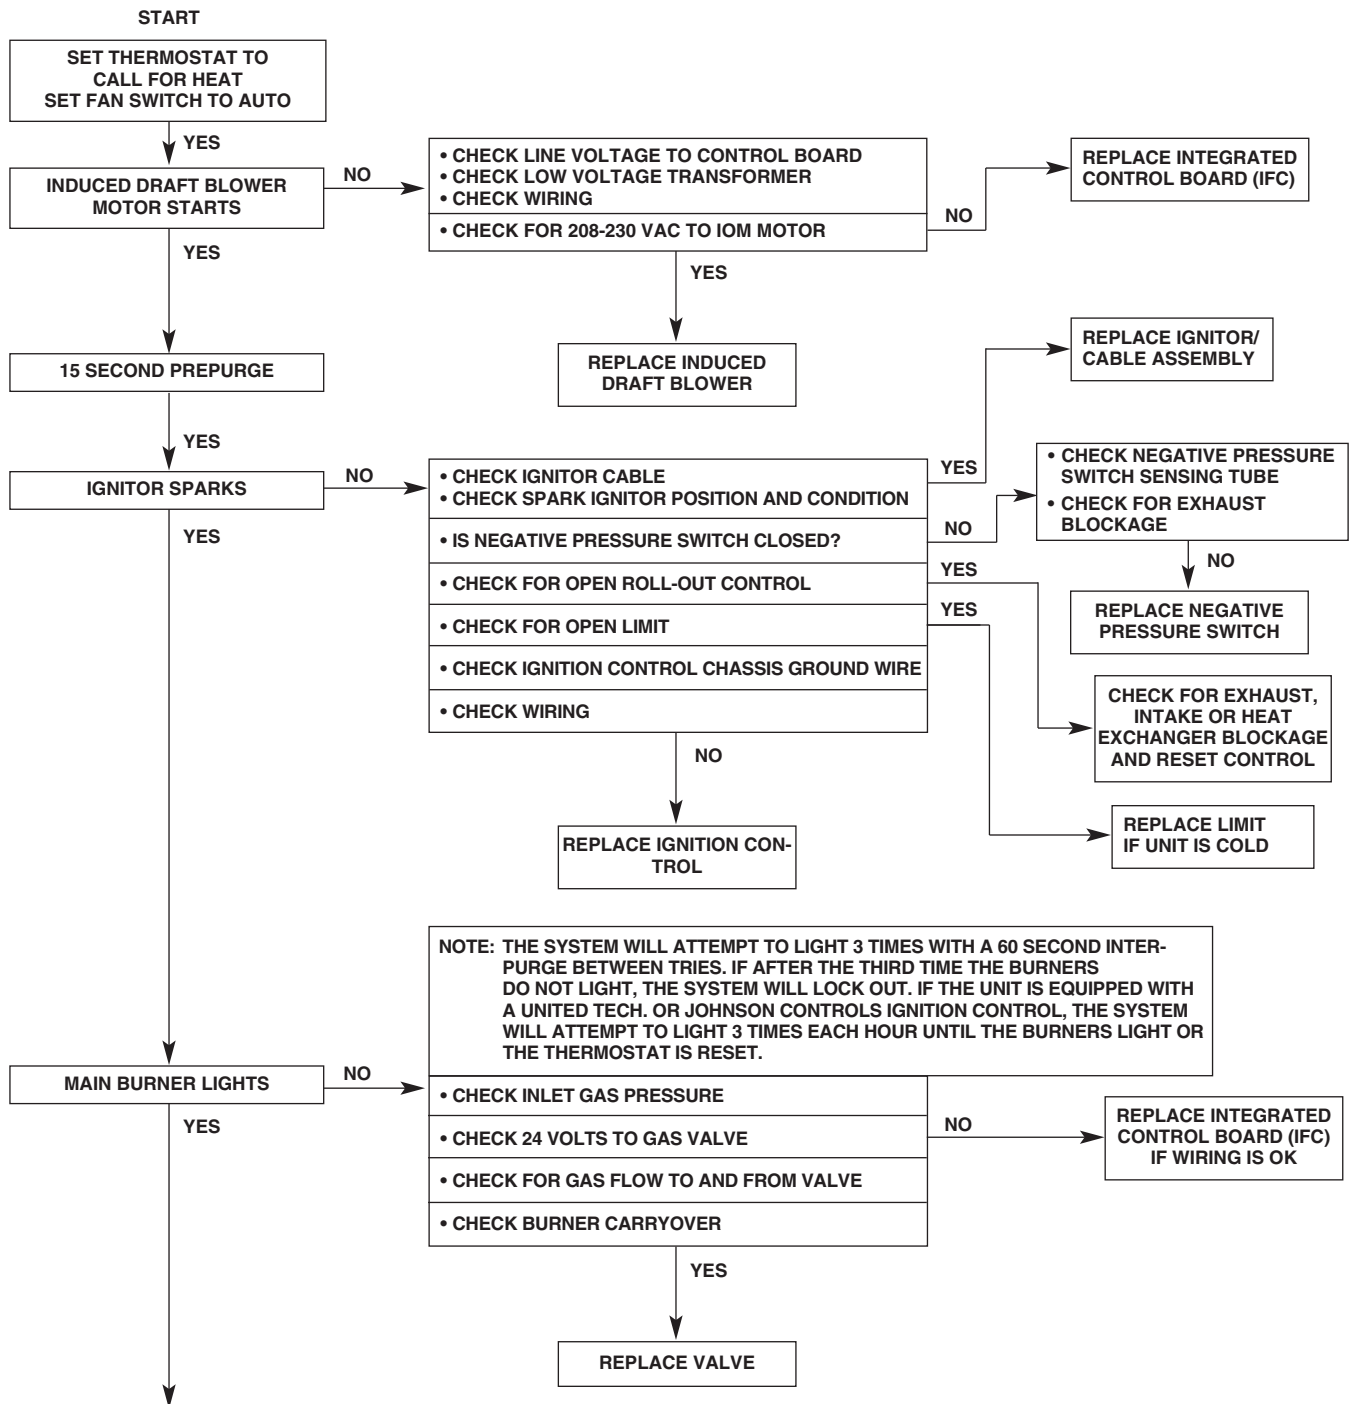 START
SET THERMOSTAT TO
CALL FOR HEAT
SET FAN SWITCH TO AUTO
YES
INDUCED DRAFT BLOWER
MOTOR STARTS
NO
• CHECK LINE VOLTAGE TO CONTROL BOARD
• CHECK LOW VOLTAGE TRANSFORMER
• CHECK WIRING
• CHECK FOR 208-230 VAC TO IOM MOTOR
NO
REPLACE INTEGRATED
CONTROL BOARD (IFC)
YES
REPLACE INDUCED
DRAFT BLOWER
YES
15 SECOND PREPURGE
YES
IGNITOR SPARKS
NO
• CHECK IGNITOR CABLE
• CHECK SPARK IGNITOR POSITION AND CONDITION
YES
REPLACE IGNITOR/
CABLE ASSEMBLY
• IS NEGATIVE PRESSURE SWITCH CLOSED?
NO
• CHECK NEGATIVE PRESSURE
SWITCH SENSING TUBE
• CHECK FOR EXHAUST
BLOCKAGE
NO
REPLACE NEGATIVE
PRESSURE SWITCH
• CHECK FOR OPEN ROLL-OUT CONTROL
YES
CHECK FOR EXHAUST,
INTAKE OR HEAT
EXCHANGER BLOCKAGE
AND RESET CONTROL
• CHECK FOR OPEN LIMIT
YES
REPLACE LIMIT
IF UNIT IS COLD
• CHECK IGNITION CONTROL CHASSIS GROUND WIRE
• CHECK WIRING
NO
REPLACE IGNITION CON-
TROL
YES
NOTE: THE SYSTEM WILL ATTEMPT TO LIGHT 3 TIMES WITH A 60 SECOND INTER-
PURGE BETWEEN TRIES. IF AFTER THE THIRD TIME THE BURNERS
DO NOT LIGHT, THE SYSTEM WILL LOCK OUT. IF THE UNIT IS EQUIPPED WITH
A UNITED TECH. OR JOHNSON CONTROLS IGNITION CONTROL, THE SYSTEM
WILL ATTEMPT TO LIGHT 3 TIMES EACH HOUR UNTIL THE BURNERS LIGHT OR
THE THERMOSTAT IS RESET.
MAIN BURNER LIGHTS
NO
• CHECK INLET GAS PRESSURE
• CHECK 24 VOLTS TO GAS VALVE
NO
REPLACE INTEGRATED
CONTROL BOARD (IFC)
IF WIRING IS OK
• CHECK FOR GAS FLOW TO AND FROM VALVE
• CHECK BURNER CARRYOVER
YES
REPLACE VALVE
YES